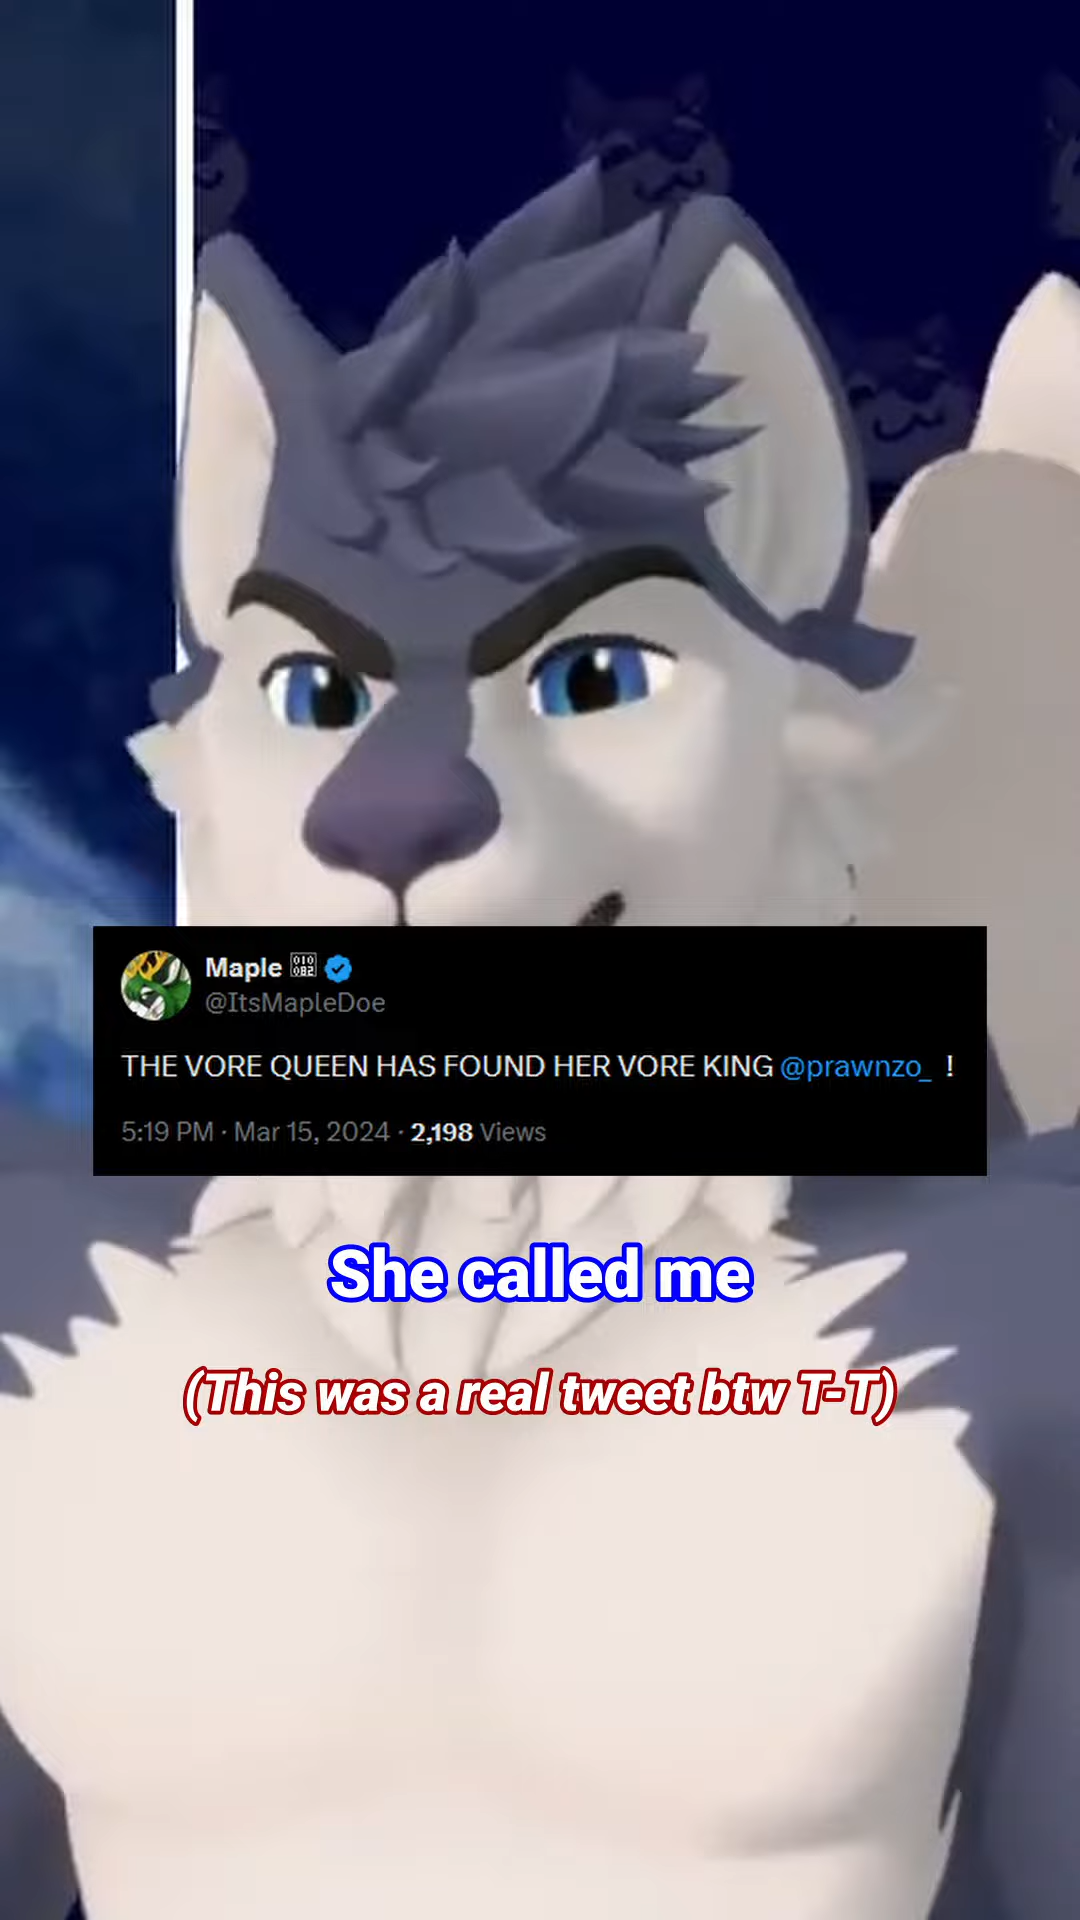 Maple
@ItsMapleDoe
THE VORE QUEEN HAS FOUND HER VORE KING @prawnzo_ !
5:19 PM · Mar 15, 2024 · 2,198 Views
She called me
(This was a real tweet btw T-T)